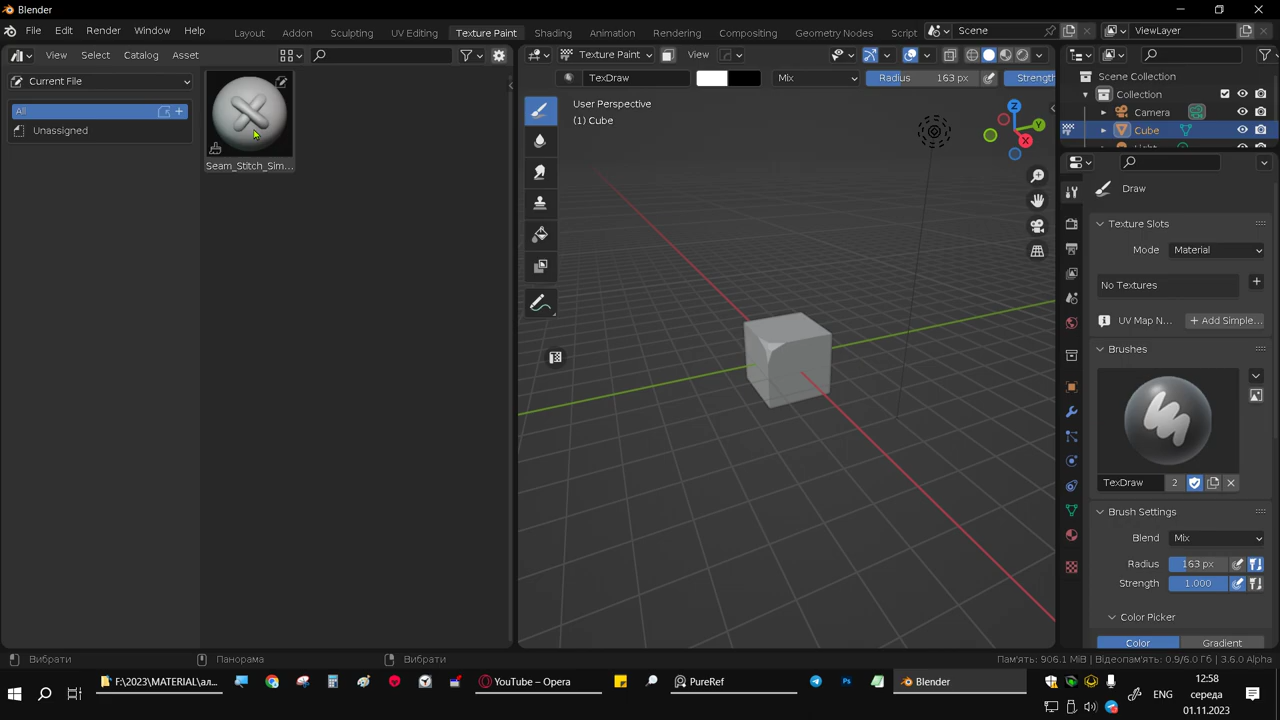 Blender
File Edit Render Window Help Layout Addon Sculpting UV Editing Texture Paint Shading Animation Rendering Compositing Geometry Nodes Script Scene ViewLayer
View Select Catalog Asset Texture Paint View
Current File
All
Unassigned
Seam_Stitch_Sim...
TexDraw Mix Radius 163 px Strength
User Perspective
(1) Cube
Z
Y
X
Scene Collection
Collection
Camera
Cube
Light
Draw
Texture Slots
Mode Material
No Textures
UV Map N... Add Simple...
Brushes
TexDraw 2
Brush Settings
Blend Mix
Radius 163 px
Strength 1.000
Color Picker
Color Gradient
Вибрати Панорама Вибрати Пам'ять: 906.1 MiB | Відеопам'ять: 0.9/6.0 Гб | 3.6.0 Alpha
F:\2023\MATERIAL\ал... YouTube – Opera PureRef Blender
ENG
12:58
середа
01.11.2023